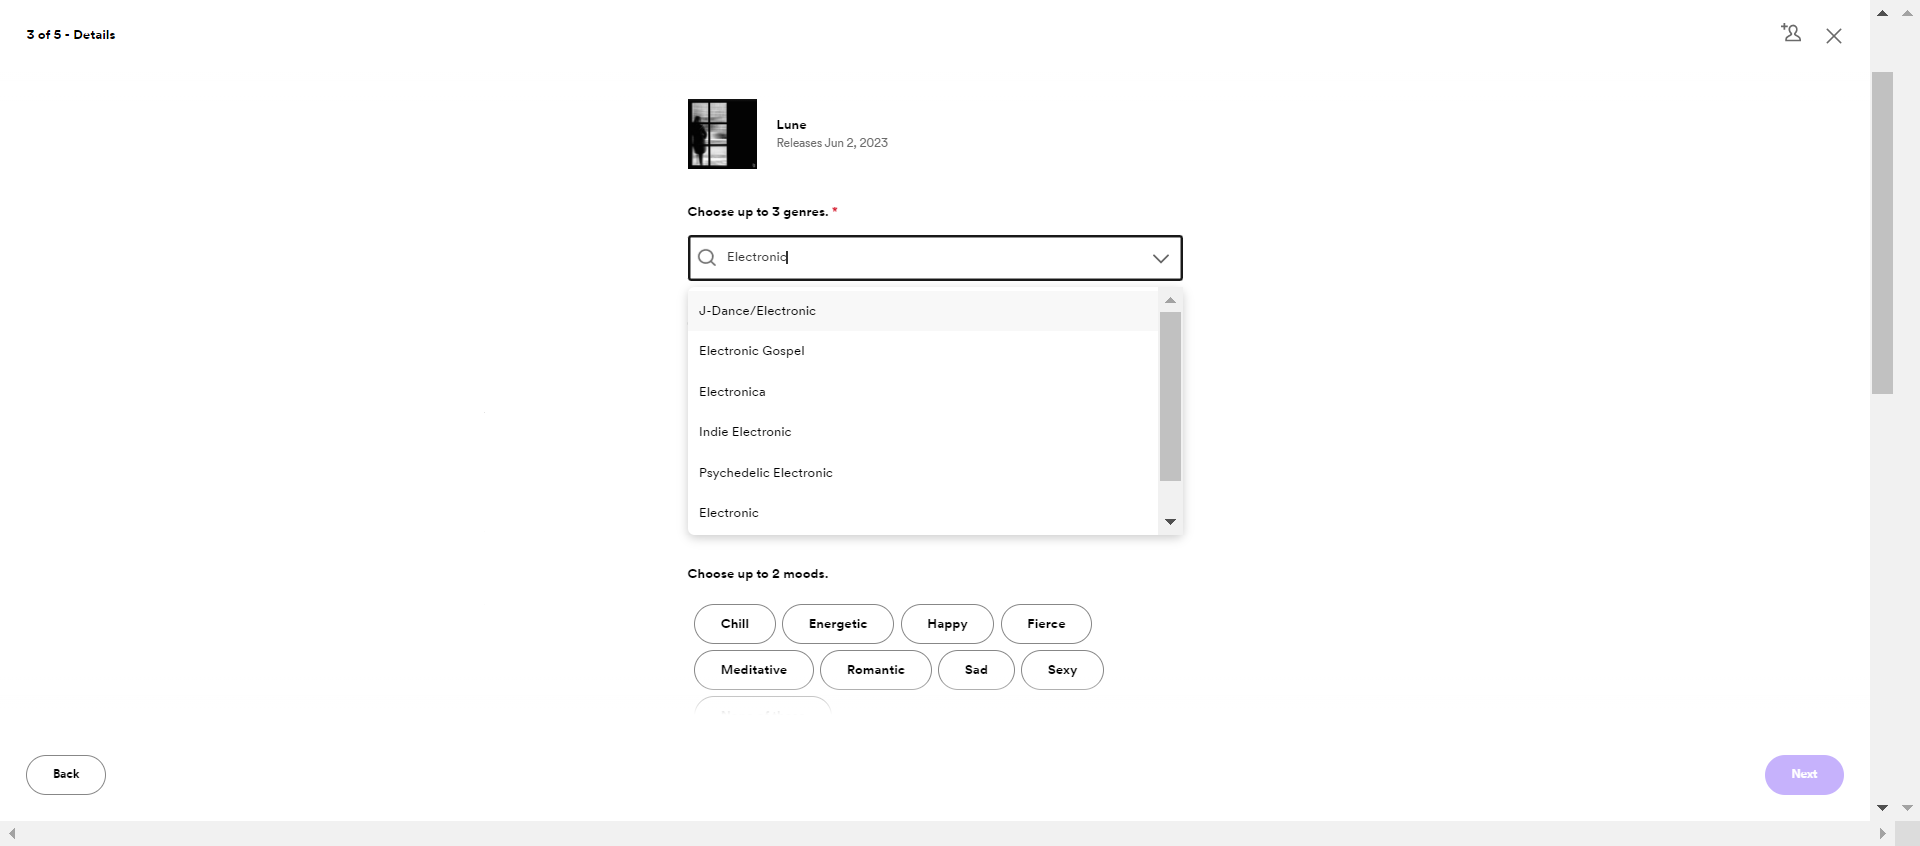 3 of 5 - Details
Lune
Releases Jun 2, 2023
Choose up to 3 genres. *
Electronic
J-Dance/Electronic
Electronic Gospel
Electronica
Indie Electronic
Psychedelic Electronic
Electronic
Choose up to 2 moods.
Chill Energetic Happy Fierce
Meditative Romantic Sad Sexy
Back Next